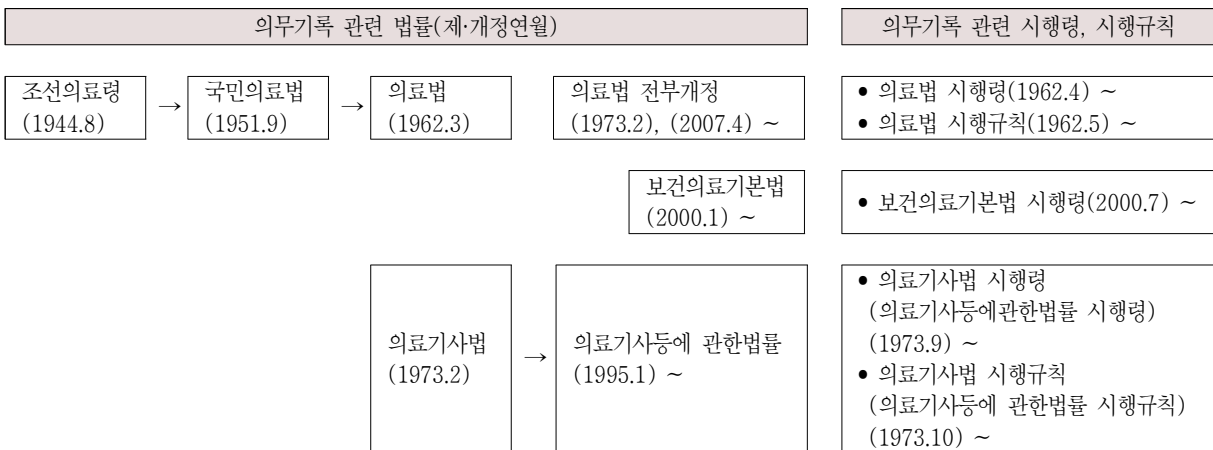 의무기록 관련 법률(제·개정연월)
의무기록 관련 시행령, 시행규칙
조선의료령
(1944.8)
→
국민의료법
(1951.9)
→
의료법
(1962.3)
의료법 전부개정
(1973.2), (2007.4) ~
• 의료법 시행령(1962.4) ~
• 의료법 시행규칙(1962.5) ~
보건의료기본법
(2000.1) ~
• 보건의료기본법 시행령(2000.7) ~
의료기사법
(1973.2)
→
의료기사등에 관한법률
(1995.1) ~
• 의료기사법 시행령
(의료기사등에관한법률 시행령)
(1973.9) ~
• 의료기사법 시행규칙
(의료기사등에 관한법률 시행규칙)
(1973.10) ~